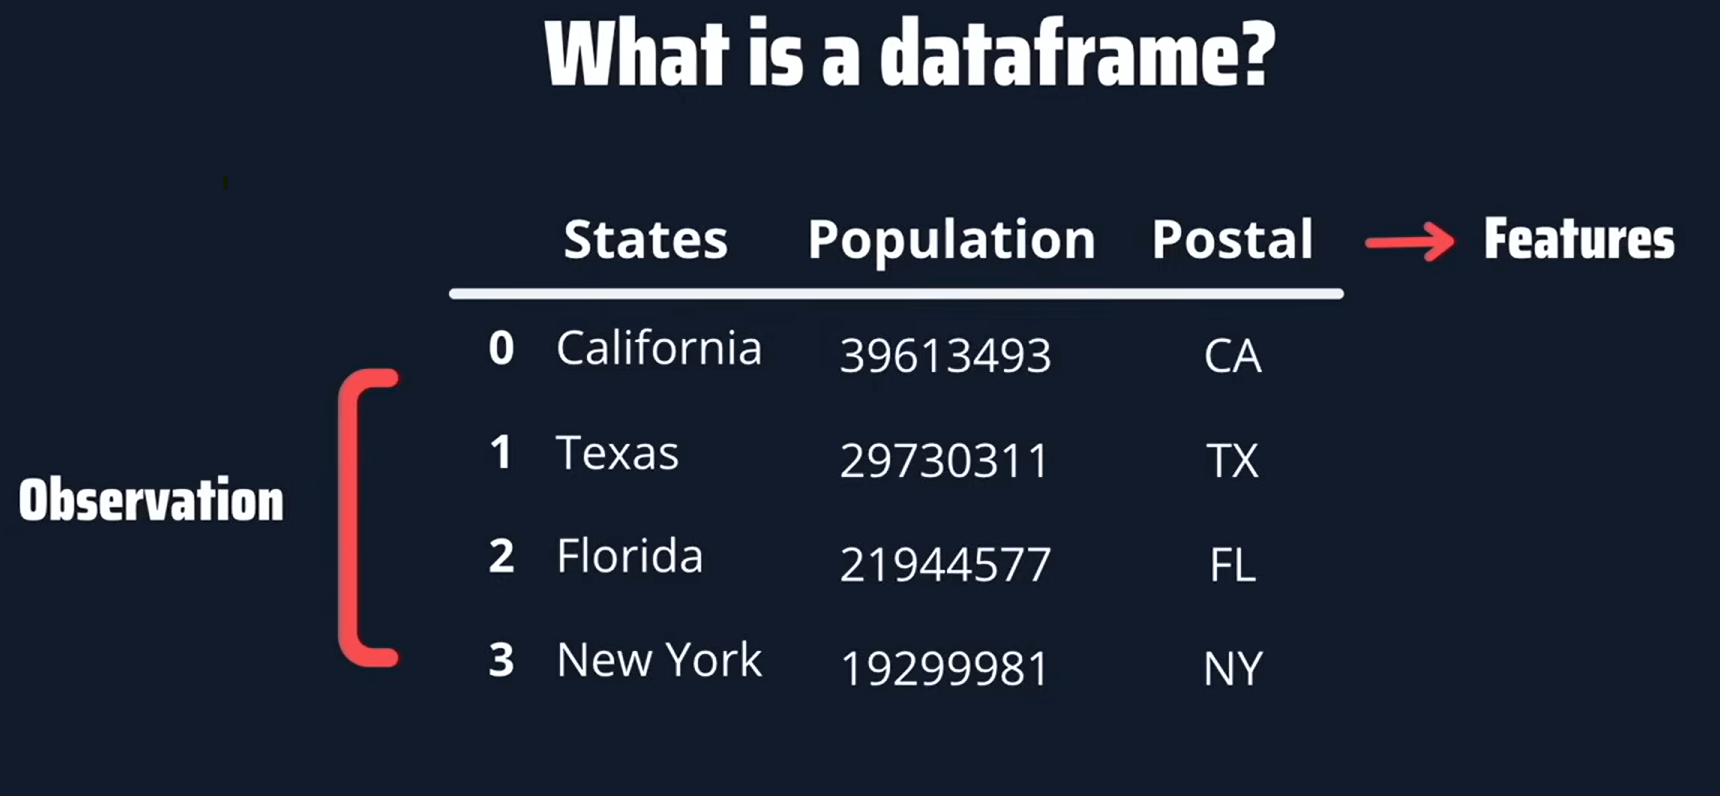 What is a dataframe?
States Population Postal → Features
0 California 39613493 CA
1 Texas 29730311 TX
Observation
2 Florida 21944577 FL
3 New York 19299981 NY